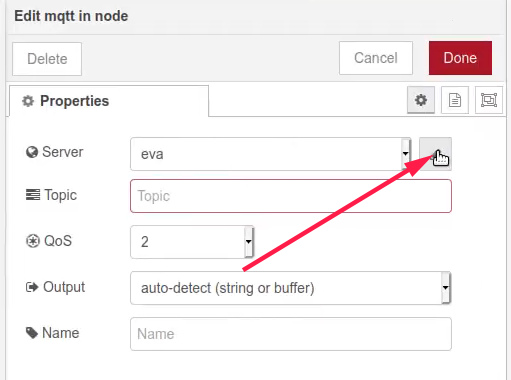 Edit mqtt in node
Delete
Cancel
Done
Properties
Server
eva
Topic
Topic
QoS
2
Output
auto-detect (string or buffer)
Name
Name